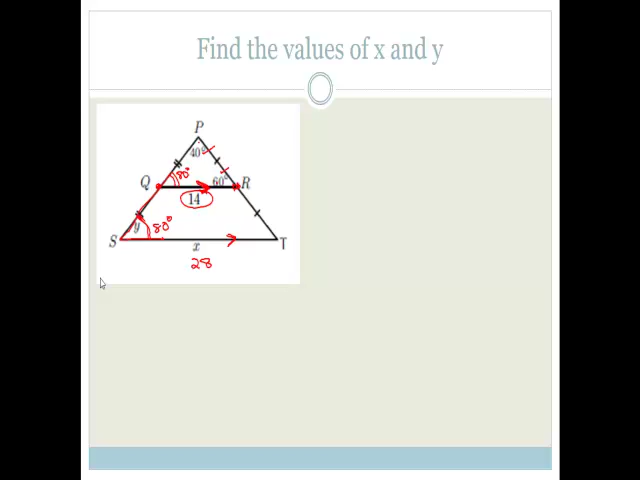 Find the values of x and y
P
40°
80°
Q
60°
R
14
y
80°
S
x
T
28